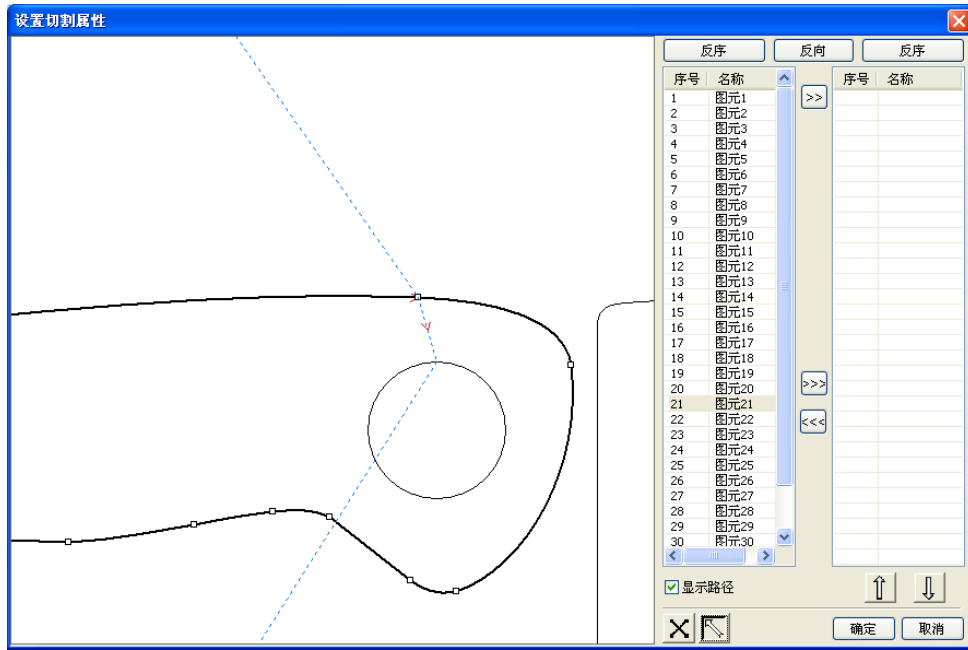 设置切割属性
反序 反向 反序
序号 名称 序号 名称
1 图元1 >>
2 图元2
3 图元3
4 图元4
5 图元5
6 图元6
7 图元7
8 图元8
9 图元9
10 图元10
11 图元11
12 图元12
13 图元13
14 图元14
15 图元15
16 图元16
17 图元17
18 图元18
19 图元19
20 图元20 >>>
21 图元21
22 图元22 <<<
23 图元23
24 图元24
25 图元25
26 图元26
27 图元27
28 图元28
29 图元29
30 图元30
显示路径
确定 取消